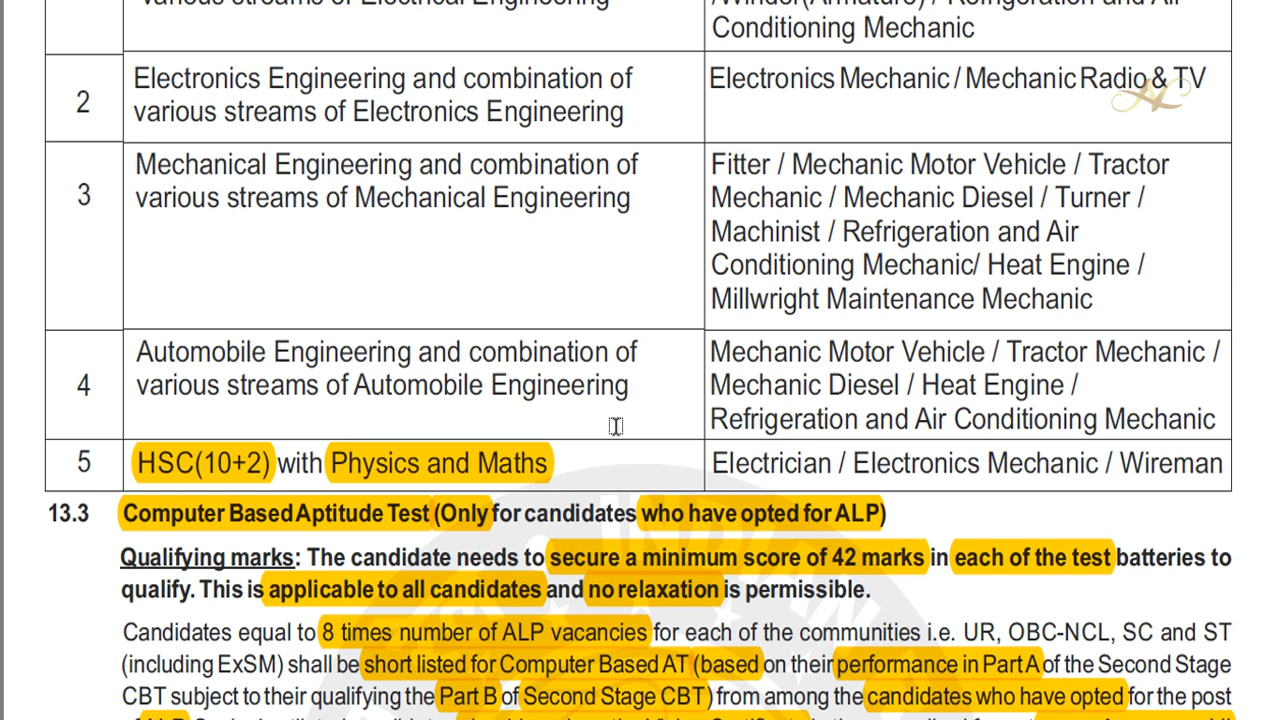 various streams of Electrical Engineering
/Winder(Armature) / Refrigeration and Air
Conditioning Mechanic
2
Electronics Engineering and combination of
various streams of Electronics Engineering
Electronics Mechanic / Mechanic Radio & TV
3
Mechanical Engineering and combination of
various streams of Mechanical Engineering
Fitter / Mechanic Motor Vehicle / Tractor
Mechanic / Mechanic Diesel / Turner /
Machinist / Refrigeration and Air
Conditioning Mechanic/ Heat Engine /
Millwright Maintenance Mechanic
4
Automobile Engineering and combination of
various streams of Automobile Engineering
Mechanic Motor Vehicle / Tractor Mechanic /
Mechanic Diesel / Heat Engine /
Refrigeration and Air Conditioning Mechanic
5
HSC(10+2) with Physics and Maths
Electrician / Electronics Mechanic / Wireman
13.3 Computer Based Aptitude Test (Only for candidates who have opted for ALP)
Qualifying marks: The candidate needs to secure a minimum score of 42 marks in each of the test batteries to
qualify. This is applicable to all candidates and no relaxation is permissible.
Candidates equal to 8 times number of ALP vacancies for each of the communities i.e. UR, OBC-NCL, SC and ST
(including ExSM) shall be short listed for Computer Based AT (based on their performance in Part A of the Second Stage
CBT subject to their qualifying the Part B of Second Stage CBT) from among the candidates who have opted for the post